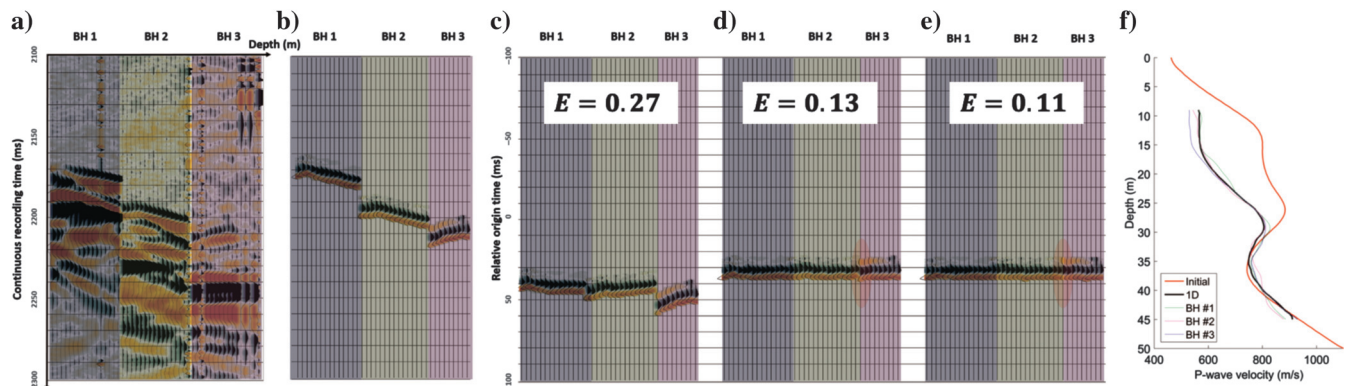 a)
BH 1 BH 2 BH 3
Depth (m)
Continuous recording time (ms)
2100
2150
2200
2250
2300
b)
BH 1 BH 2 BH 3
c)
BH 1 BH 2 BH 3
Relative origin time (ms)
-100
-50
0
50
100
E = 0.27
d)
BH 1 BH 2 BH 3
E = 0.13
e)
BH 1 BH 2 BH 3
E = 0.11
f)
Depth (m)
0
5
10
15
20
25
30
35
40
45
50
Initial
1D
BH #1
BH #2
BH #3
400 600 800 1000
P-wave velocity (m/s)